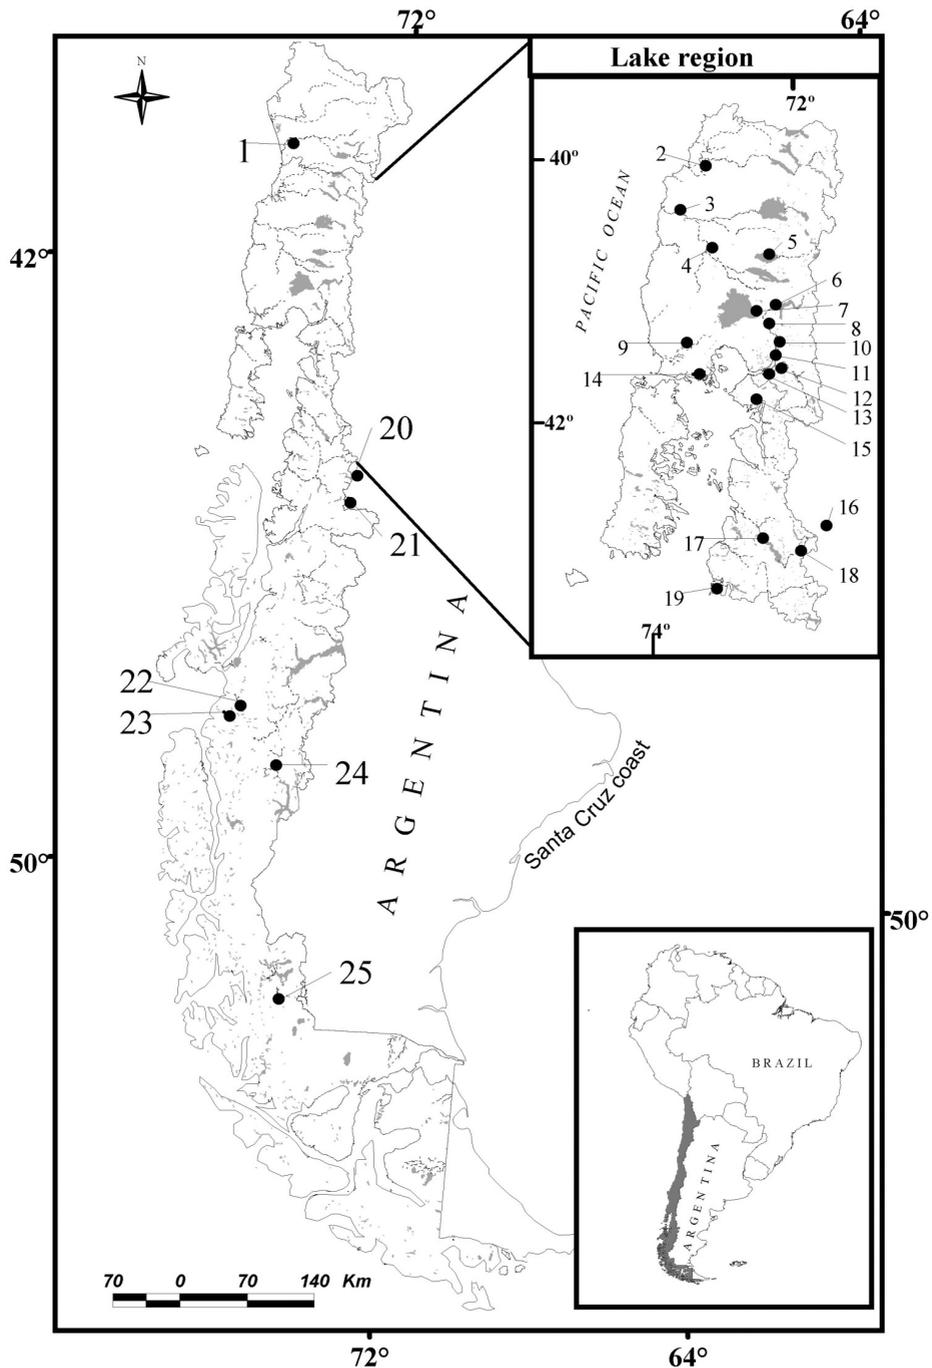 72°
64°
N
Lake region
72º
1
2
40º
3
PACIFIC OCEAN
42°
4
5
6
7
8
9
10
11
14
12
13
42º
15
20
16
21
17
18
19
74º
ARGENTINA
22
23
24
Santa Cruz coast
50°
50°
25
BRAZIL
ARGENTINA
70 0 70 140 Km
72°
64°